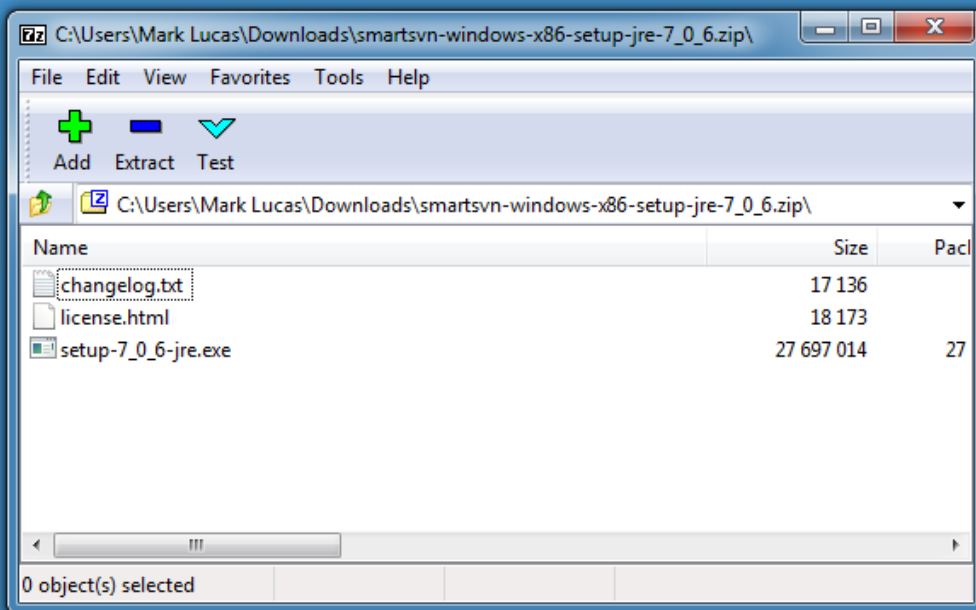 7z C:\Users\Mark Lucas\Downloads\smartsvn-windows-x86-setup-jre-7_0_6.zip\
File Edit View Favorites Tools Help
Add Extract Test
C:\Users\Mark Lucas\Downloads\smartsvn-windows-x86-setup-jre-7_0_6.zip\
Name Size Pacl
changelog.txt 17 136
license.html 18 173
setup-7_0_6-jre.exe 27 697 014 27
0 object(s) selected